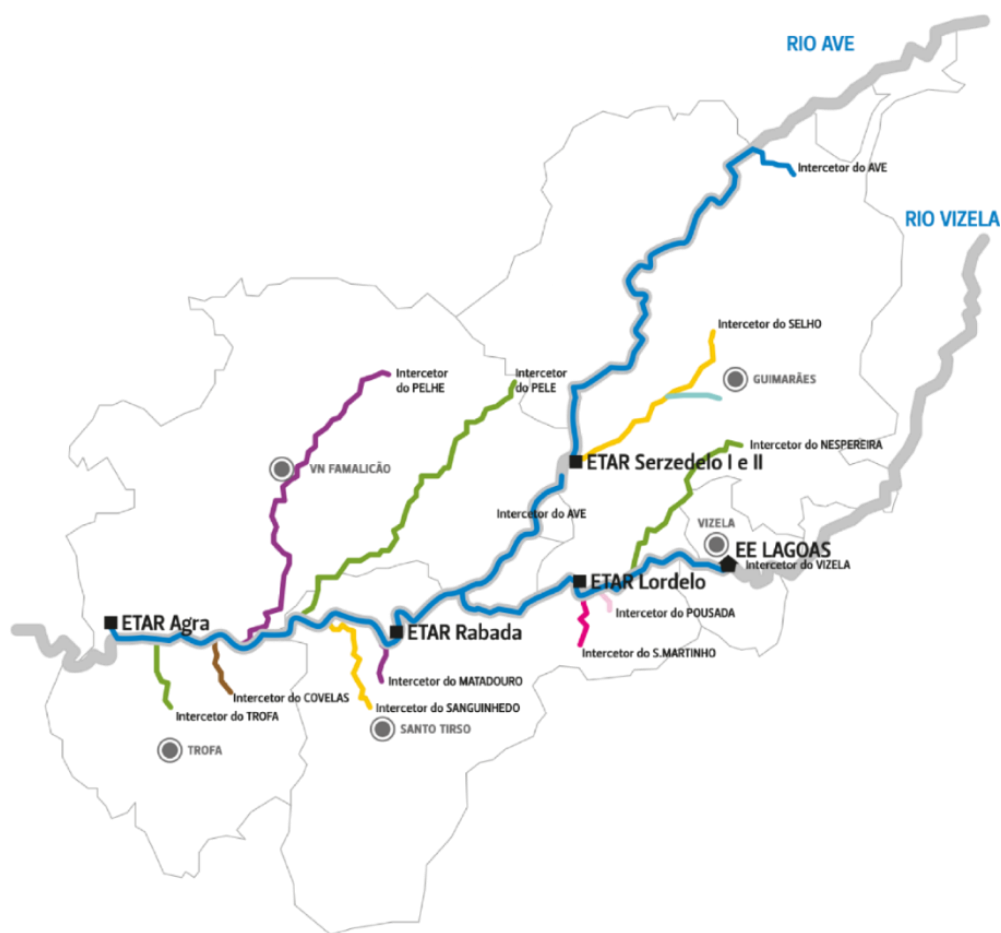 RIO AVE
Intercetor do AVE
RIO VIZELA
Intercetor do SELHO
Intercetor
do PELHE
Intercetor
do PELE
GUIMARÃES
Intercetor do NESPEREIRA
ETAR Serzedelo I e II
VN FAMALICÃO
Intercetor do AVE
VIZELA
EE LAGOAS
Intercetor do VIZELA
ETAR Lordelo
Intercetor do POUSADA
ETAR Agra
ETAR Rabada
Intercetor do S.MARTINHO
Intercetor do MATADOURO
Intercetor do COVELAS
Intercetor do SANGUINHEDO
Intercetor do TROFA
SANTO TIRSO
TROFA